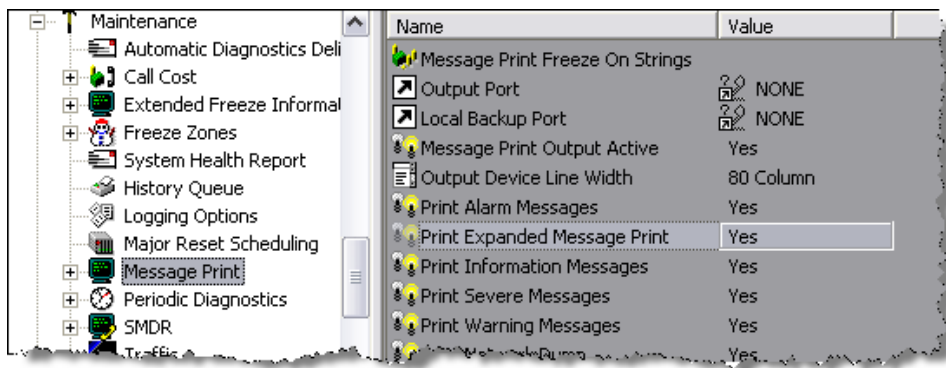 Maintenance
Automatic Diagnostics Deli
Call Cost
Extended Freeze Informat
Freeze Zones
System Health Report
History Queue
Logging Options
Major Reset Scheduling
Message Print
Periodic Diagnostics
SMDR
Traffic
Name Value
Message Print Freeze On Strings
Output Port NONE
Local Backup Port NONE
Message Print Output Active Yes
Output Device Line Width 80 Column
Print Alarm Messages Yes
Print Expanded Message Print Yes
Print Information Messages Yes
Print Severe Messages Yes
Print Warning Messages Yes
Network Dump Yes